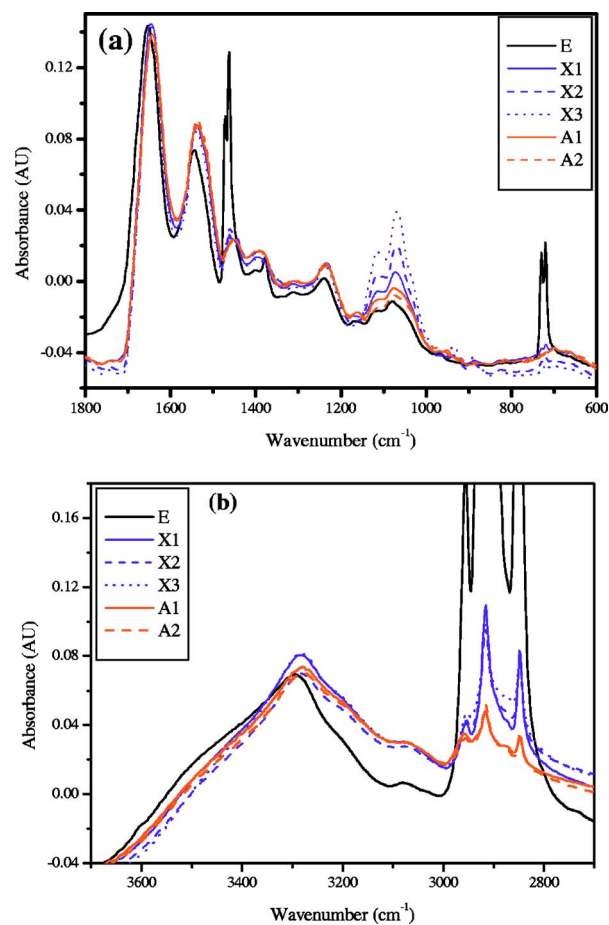 (a)
E
X1
X2
X3
A1
A2
Absorbance (AU)
0.12
0.08
0.04
0.00
-0.04
1800 1600 1400 1200 1000 800 600
Wavenumber (cm-1)
(b)
E
X1
X2
X3
A1
A2
Absorbance (AU)
0.16
0.12
0.08
0.04
0.00
-0.04
3600 3400 3200 3000 2800
Wavenumber (cm-1)